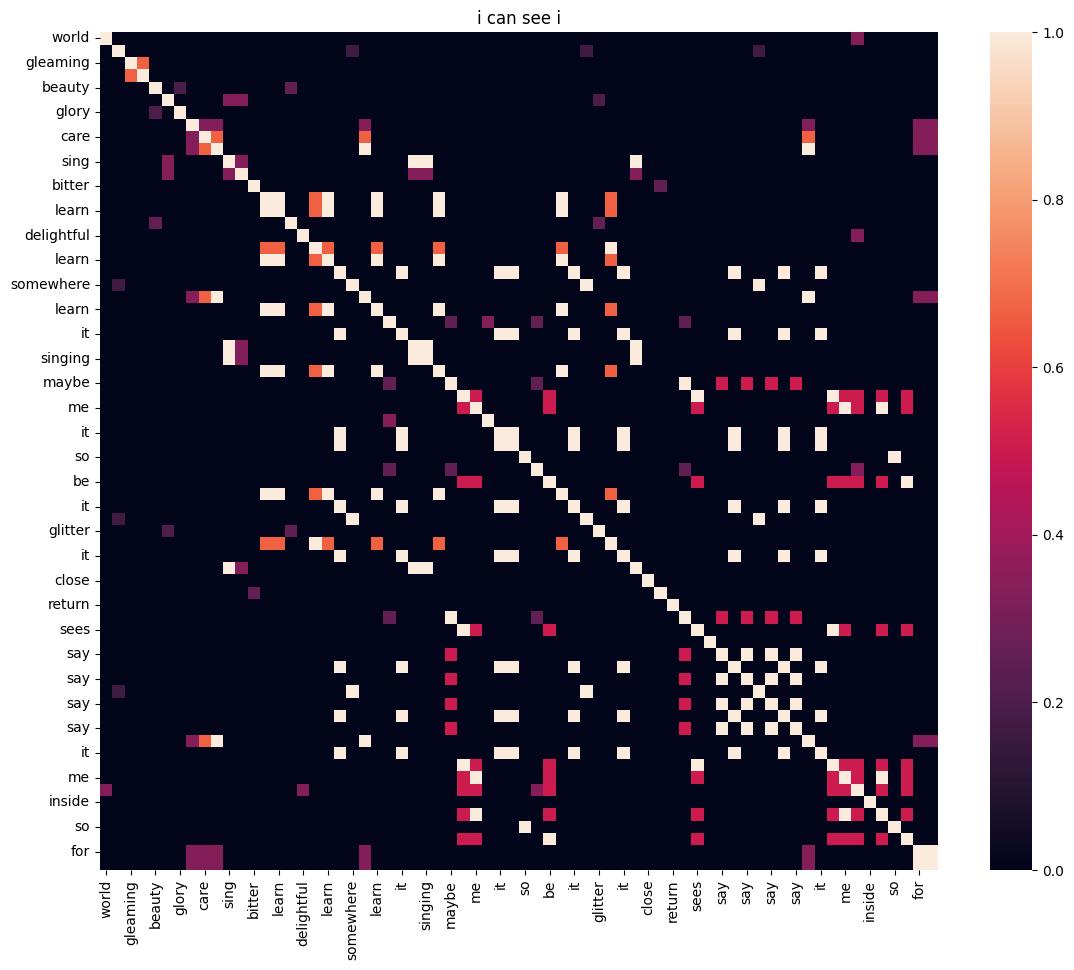 i can see i
world
gleaming
beauty
glory
care
sing
bitter
learn
delightful
learn
somewhere
learn
it
singing
maybe
me
it
so
be
it
glitter
it
close
return
sees
say
say
say
say
it
me
inside
so
for
world
gleaming
beauty
glory
care
sing
bitter
learn
delightful
learn
somewhere
learn
it
singing
maybe
me
it
so
be
it
glitter
it
close
return
sees
say
say
say
say
it
me
inside
so
for
1.0
0.8
0.6
0.4
0.2
0.0